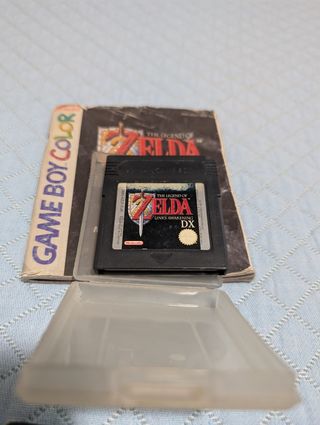 GAME BOY COLOR
THE LEGEND OF
ZELDA
THE LEGEND OF
ZELDA
LINK'S AWAKENING
DX